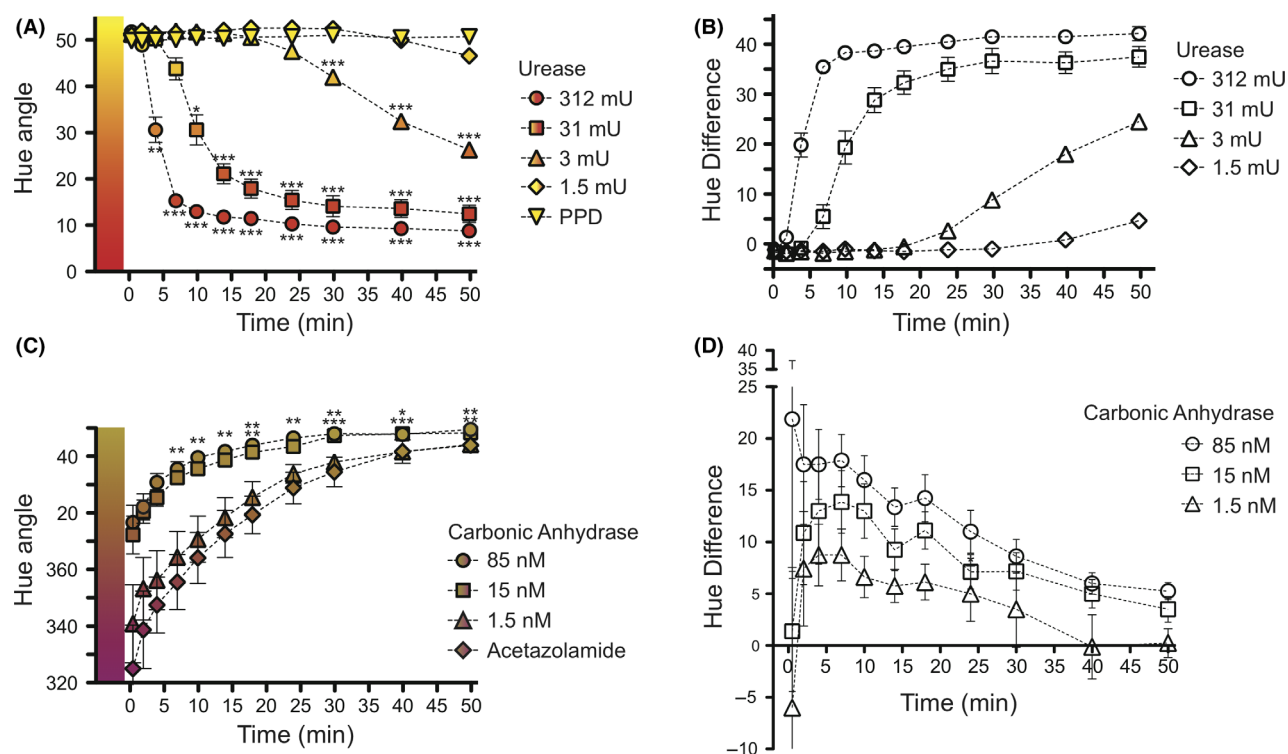 (A)
50
40
30
20
10
0
Hue angle
0 5 10 15 20 25 30 35 40 45 50
Time (min)
** *** * *** *** *** *** *** *** *** *** *** *** *** *** *** *** ***
Urease
312 mU
31 mU
3 mU
1.5 mU
PPD
(B)
40
30
20
10
0
Hue Difference
0 5 10 15 20 25 30 35 40 45 50
Time (min)
Urease
312 mU
31 mU
3 mU
1.5 mU
(C)
40
20
360
340
320
Hue angle
0 5 10 15 20 25 30 35 40 45 50
Time (min)
** ** ** ** ** ** ** *** * *** ** **
Carbonic Anhydrase
85 nM
15 nM
1.5 nM
Acetazolamide
(D)
40
35
25
20
15
10
5
0
–5
–10
Hue Difference
0 5 10 15 20 25 30 35 40 45 50
Time (min)
Carbonic Anhydrase
85 nM
15 nM
1.5 nM